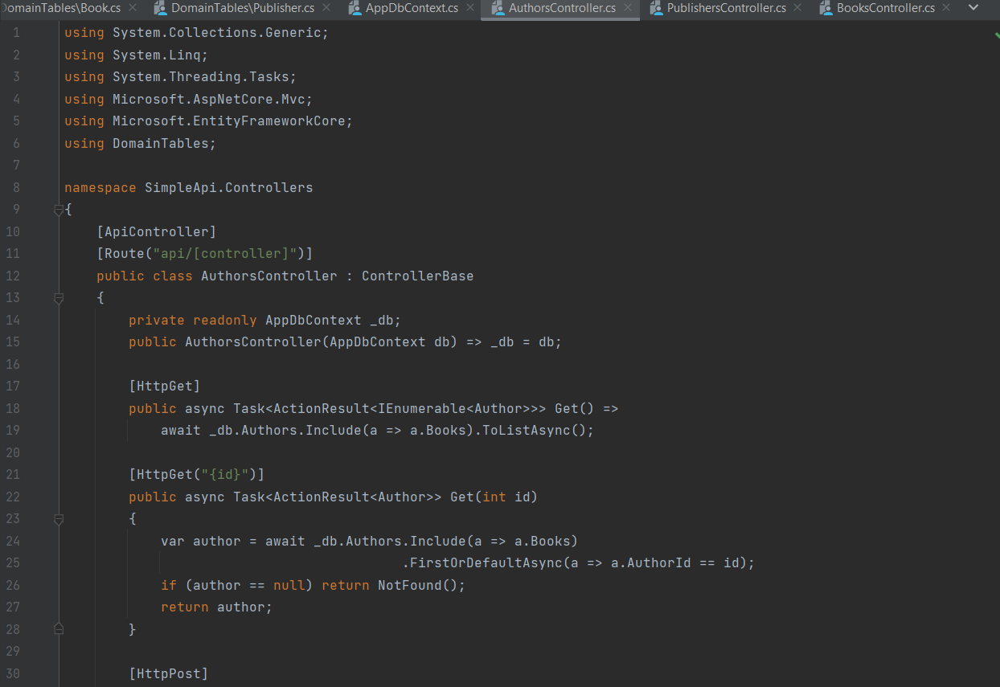 DomainTables\Book.cs DomainTables\Publisher.cs AppDbContext.cs AuthorsController.cs PublishersController.cs BooksController.cs
1 using System.Collections.Generic;
2 using System.Linq;
3 using System.Threading.Tasks;
4 using Microsoft.AspNetCore.Mvc;
5 using Microsoft.EntityFrameworkCore;
6 using DomainTables;
7
8 namespace SimpleApi.Controllers
9 {
10     [ApiController]
11     [Route("api/[controller]")]
12     public class AuthorsController : ControllerBase
13     {
14         private readonly AppDbContext _db;
15         public AuthorsController(AppDbContext db) => _db = db;
16
17         [HttpGet]
18         public async Task<ActionResult<IEnumerable<Author>>> Get() =>
19             await _db.Authors.Include(a => a.Books).ToListAsync();
20
21         [HttpGet("{id}")]
22         public async Task<ActionResult<Author>> Get(int id)
23         {
24             var author = await _db.Authors.Include(a => a.Books)
25                                           .FirstOrDefaultAsync(a => a.AuthorId == id);
26             if (author == null) return NotFound();
27             return author;
28         }
29
30         [HttpPost]